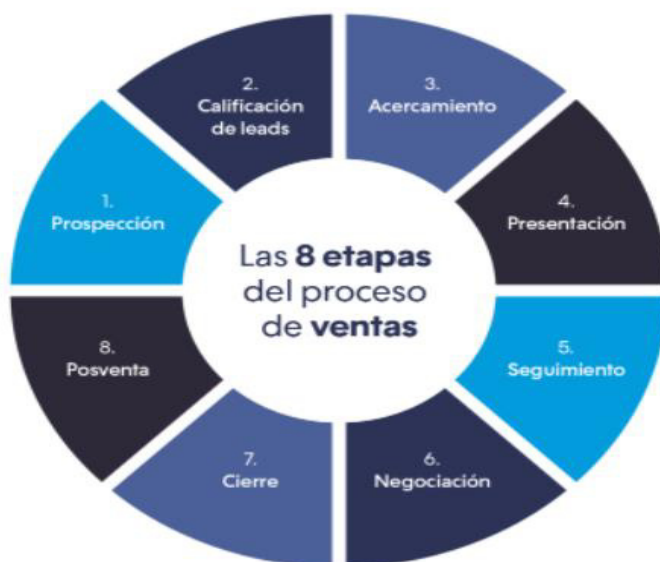 Las 8 etapas
del proceso
de ventas
1.
Prospección
2.
Calificación
de leads
3.
Acercamiento
4.
Presentación
5.
Seguimiento
6.
Negociación
7.
Cierre
8.
Posventa